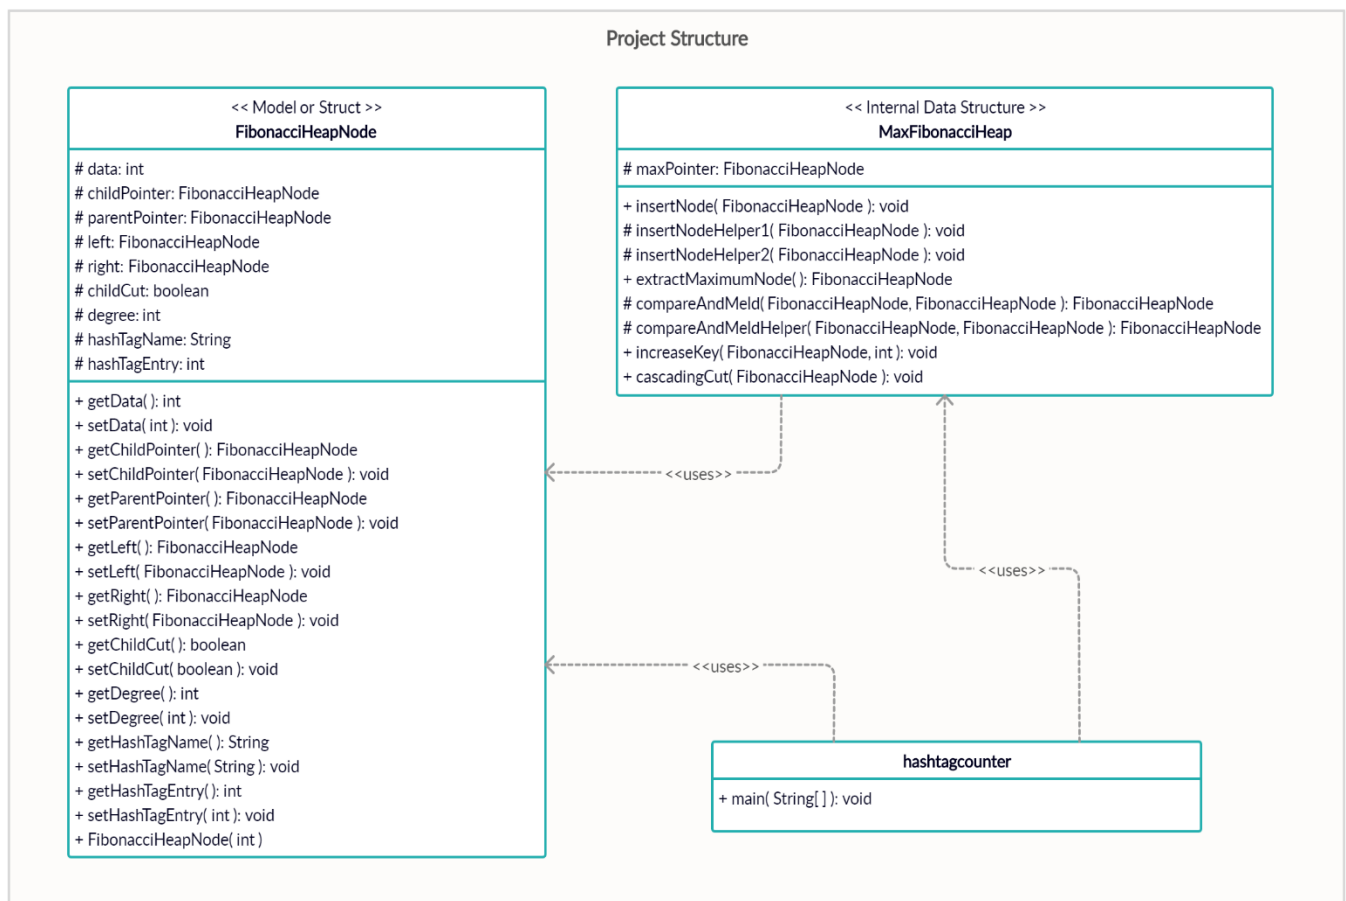 Project Structure
<< Model or Struct >>
FibonacciHeapNode
# data: int
# childPointer: FibonacciHeapNode
# parentPointer: FibonacciHeapNode
# left: FibonacciHeapNode
# right: FibonacciHeapNode
# childCut: boolean
# degree: int
# hashTagName: String
# hashTagEntry: int
+ getData( ): int
+ setData( int ): void
+ getChildPointer( ): FibonacciHeapNode
+ setChildPointer( FibonacciHeapNode ): void
+ getParentPointer( ): FibonacciHeapNode
+ setParentPointer( FibonacciHeapNode ): void
+ getLeft( ): FibonacciHeapNode
+ setLeft( FibonacciHeapNode ): void
+ getRight( ): FibonacciHeapNode
+ setRight( FibonacciHeapNode ): void
+ getChildCut( ): boolean
+ setChildCut( boolean ): void
+ getDegree( ): int
+ setDegree( int ): void
+ getHashTagName( ): String
+ setHashTagName( String ): void
+ getHashTagEntry( ): int
+ setHashTagEntry( int ): void
+ FibonacciHeapNode( int )
<< Internal Data Structure >>
MaxFibonacciHeap
# maxPointer: FibonacciHeapNode
+ insertNode( FibonacciHeapNode ): void
# insertNodeHelper1( FibonacciHeapNode ): void
# insertNodeHelper2( FibonacciHeapNode ): void
+ extractMaximumNode( ): FibonacciHeapNode
# compareAndMeld( FibonacciHeapNode, FibonacciHeapNode ): FibonacciHeapNode
# compareAndMeldHelper( FibonacciHeapNode, FibonacciHeapNode ): FibonacciHeapNode
+ increaseKey( FibonacciHeapNode, int ): void
+ cascadingCut( FibonacciHeapNode ): void
<<uses>>
<<uses>>
<<uses>>
hashtagcounter
+ main( String[ ] ): void